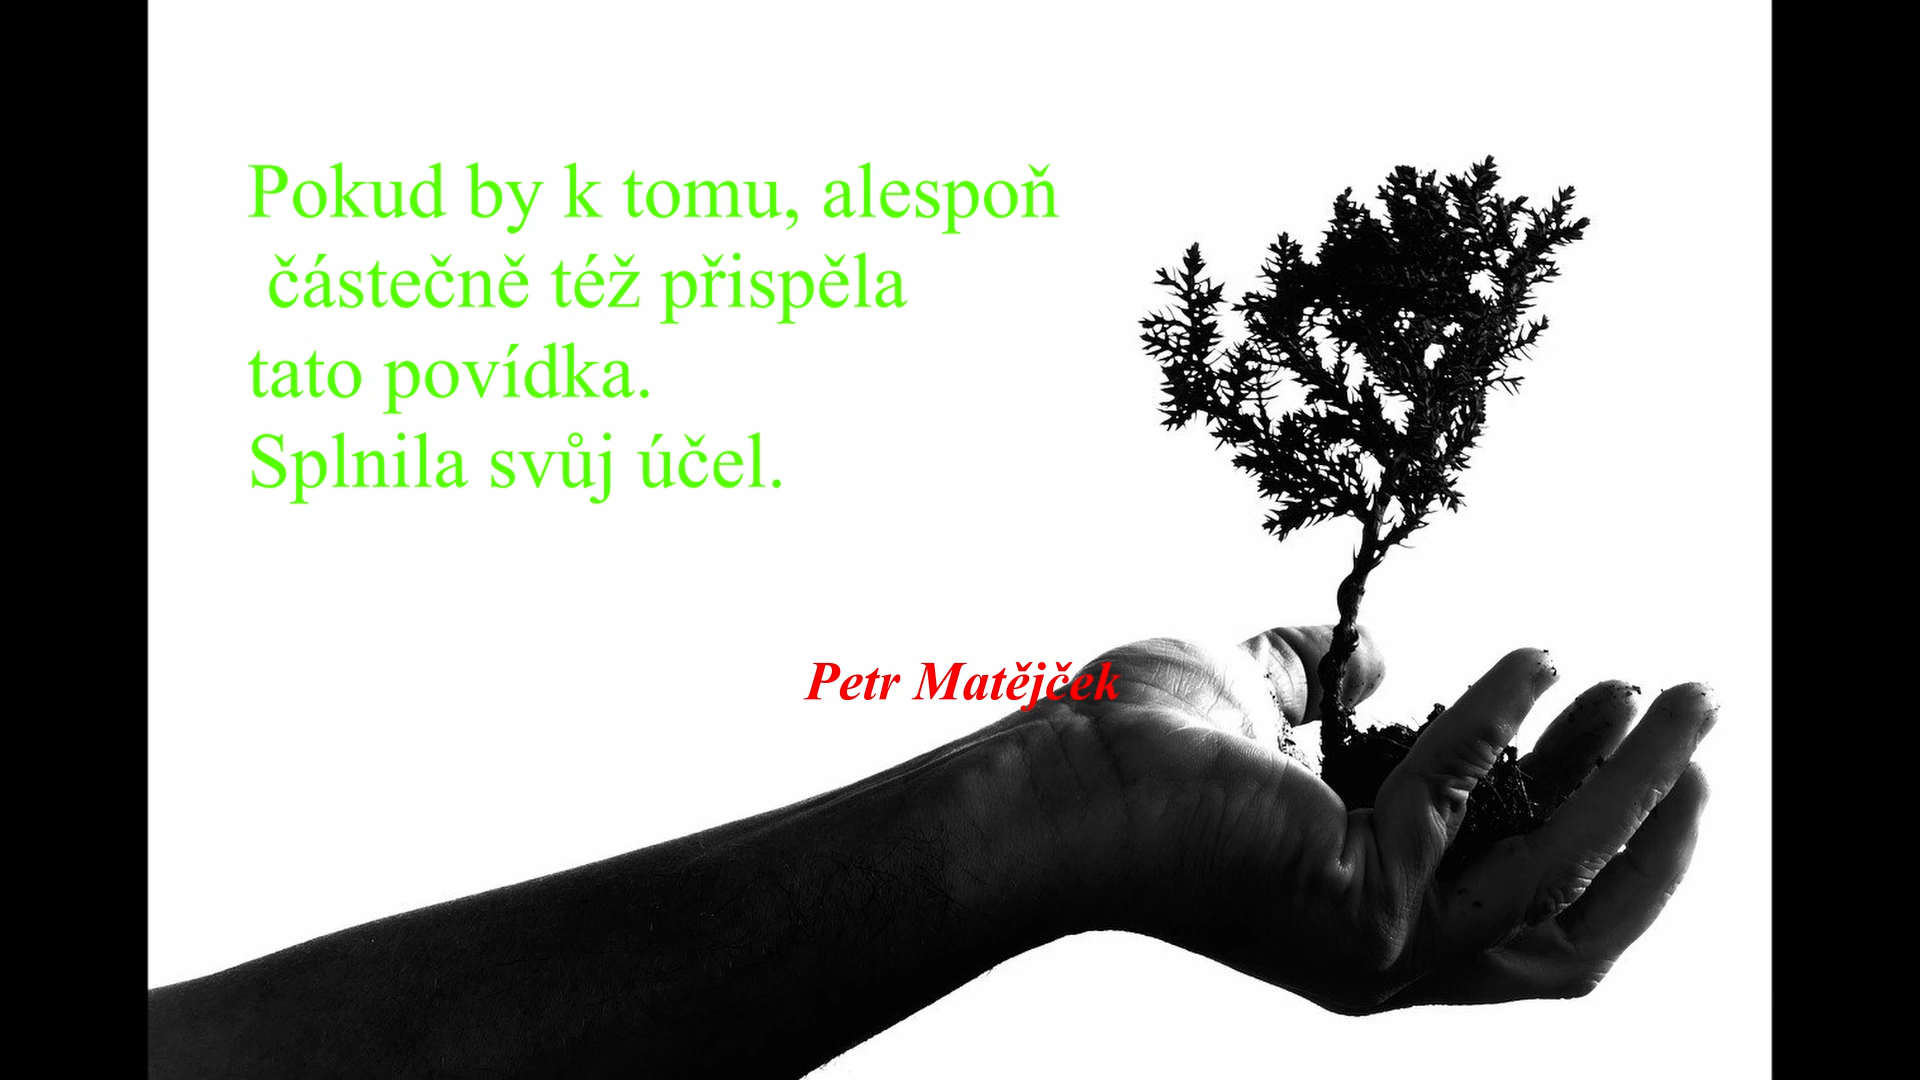 Pokud by k tomu, alespoň
částečně též přispěla
tato povídka.
Splnila svůj účel.
Petr Matějček